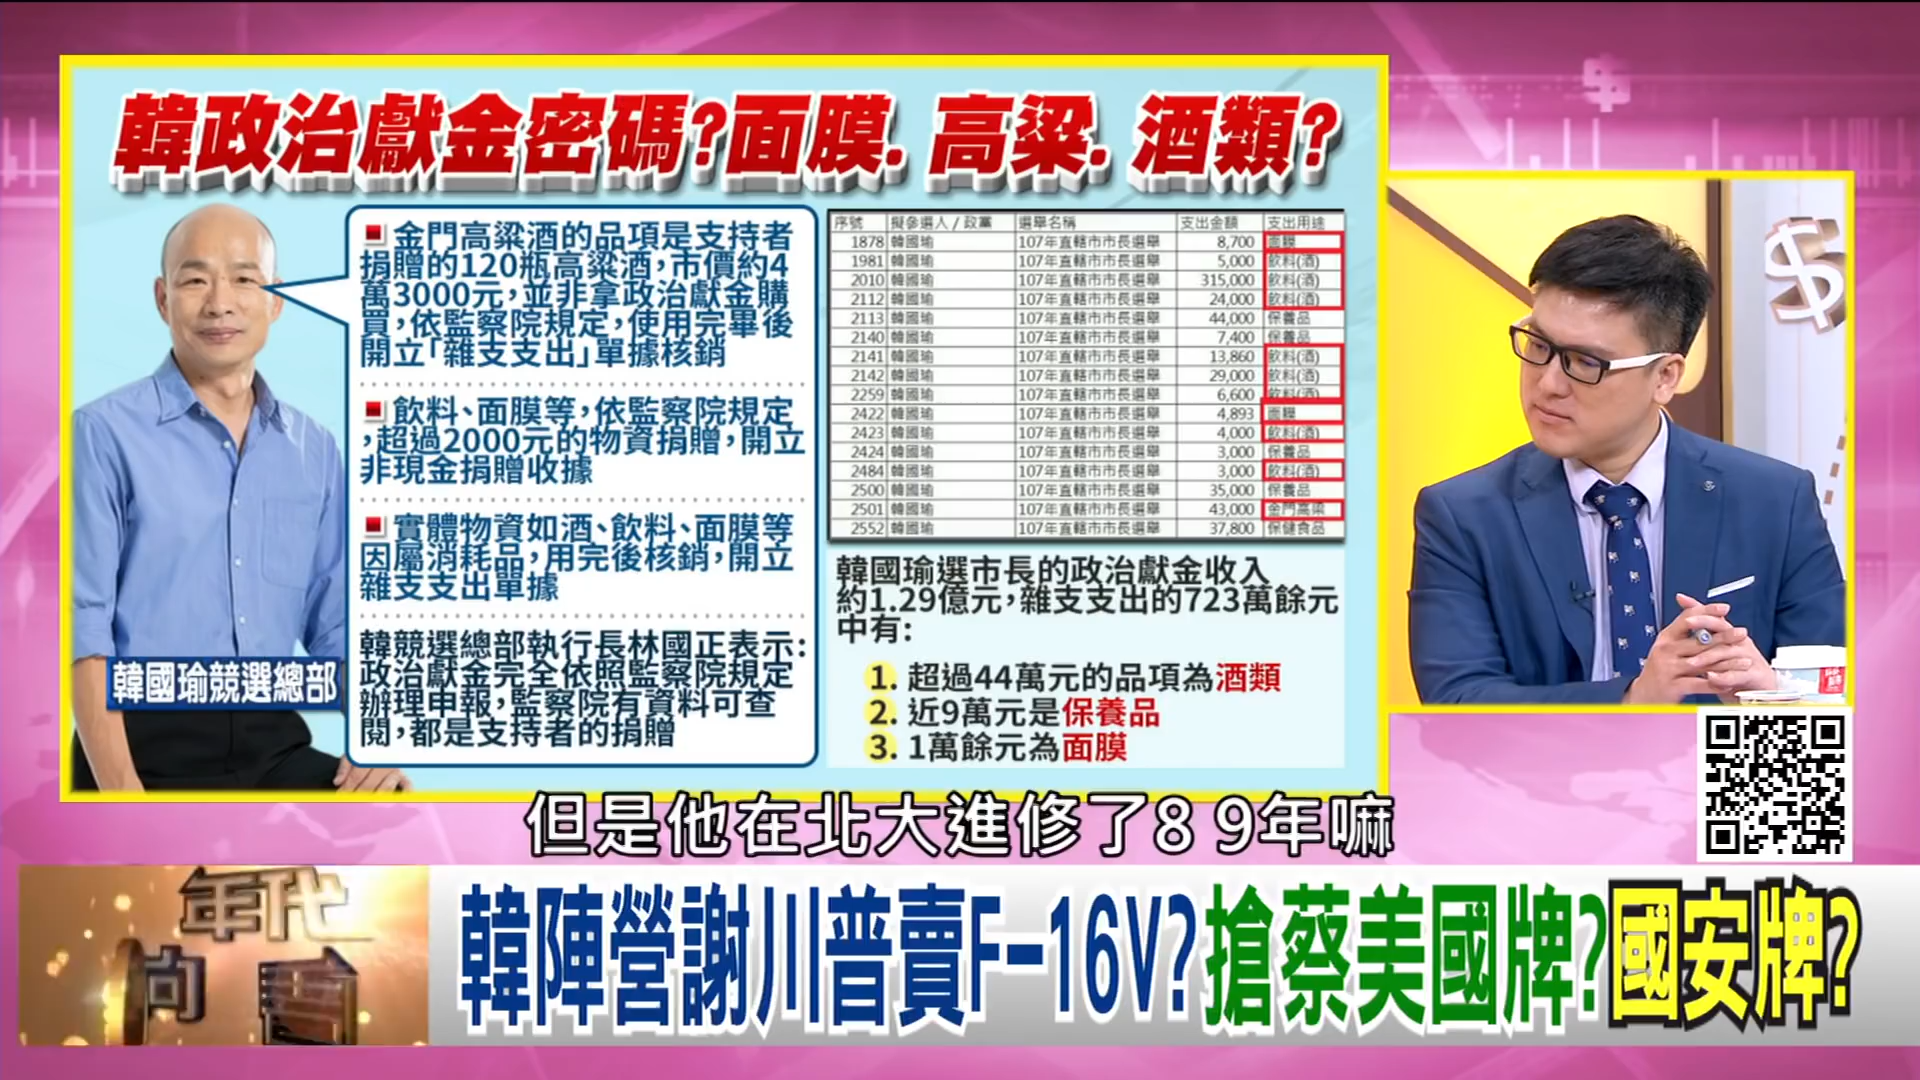 韓政治獻金密碼?面膜.高粱.酒類?
■金門高粱酒的品項是支持者
捐贈的120瓶高粱酒,市價約4
萬3000元,並非拿政治獻金購
買,依監察院規定,使用完畢後
開立「雜支支出」單據核銷
■飲料、面膜等,依監察院規定
,超過2000元的物資捐贈,開立
非現金捐贈收據
■實體物資如酒、飲料、面膜等
因屬消耗品,用完後核銷,開立
雜支支出單據
韓競選總部執行長林國正表示:
政治獻金完全依照監察院規定
辦理申報,監察院有資料可查
閱,都是支持者的捐贈
韓國瑜競選總部
序號 擬參選人/政黨 選舉名稱 支出金額 支出用途
1878 韓國瑜 107年直轄市市長選舉 8,700 面膜
1981 韓國瑜 107年直轄市市長選舉 5,000 飲料(酒)
2010 韓國瑜 107年直轄市市長選舉 315,000 飲料(酒)
2112 韓國瑜 107年直轄市市長選舉 24,000 飲料(酒)
2113 韓國瑜 107年直轄市市長選舉 44,000 保養品
2140 韓國瑜 107年直轄市市長選舉 7,400 保養品
2141 韓國瑜 107年直轄市市長選舉 13,860 飲料(酒)
2142 韓國瑜 107年直轄市市長選舉 29,000 飲料(酒)
2259 韓國瑜 107年直轄市市長選舉 6,600 飲料(酒)
2422 韓國瑜 107年直轄市市長選舉 4,893 面膜
2423 韓國瑜 107年直轄市市長選舉 4,000 飲料(酒)
2424 韓國瑜 107年直轄市市長選舉 3,000 保養品
2484 韓國瑜 107年直轄市市長選舉 3,000 飲料(酒)
2500 韓國瑜 107年直轄市市長選舉 35,000 保養品
2501 韓國瑜 107年直轄市市長選舉 43,000 金門高粱
2552 韓國瑜 107年直轄市市長選舉 37,800 保健食品
韓國瑜選市長的政治獻金收入
約1.29億元,雜支支出的723萬餘元
中有:
1. 超過44萬元的品項為酒類
2. 近9萬元是保養品
3. 1萬餘元為面膜
但是他在北大進修了8 9年嘛
年代
向錢
韓陣營謝川普賣F-16V?搶蔡美國牌?國安牌?